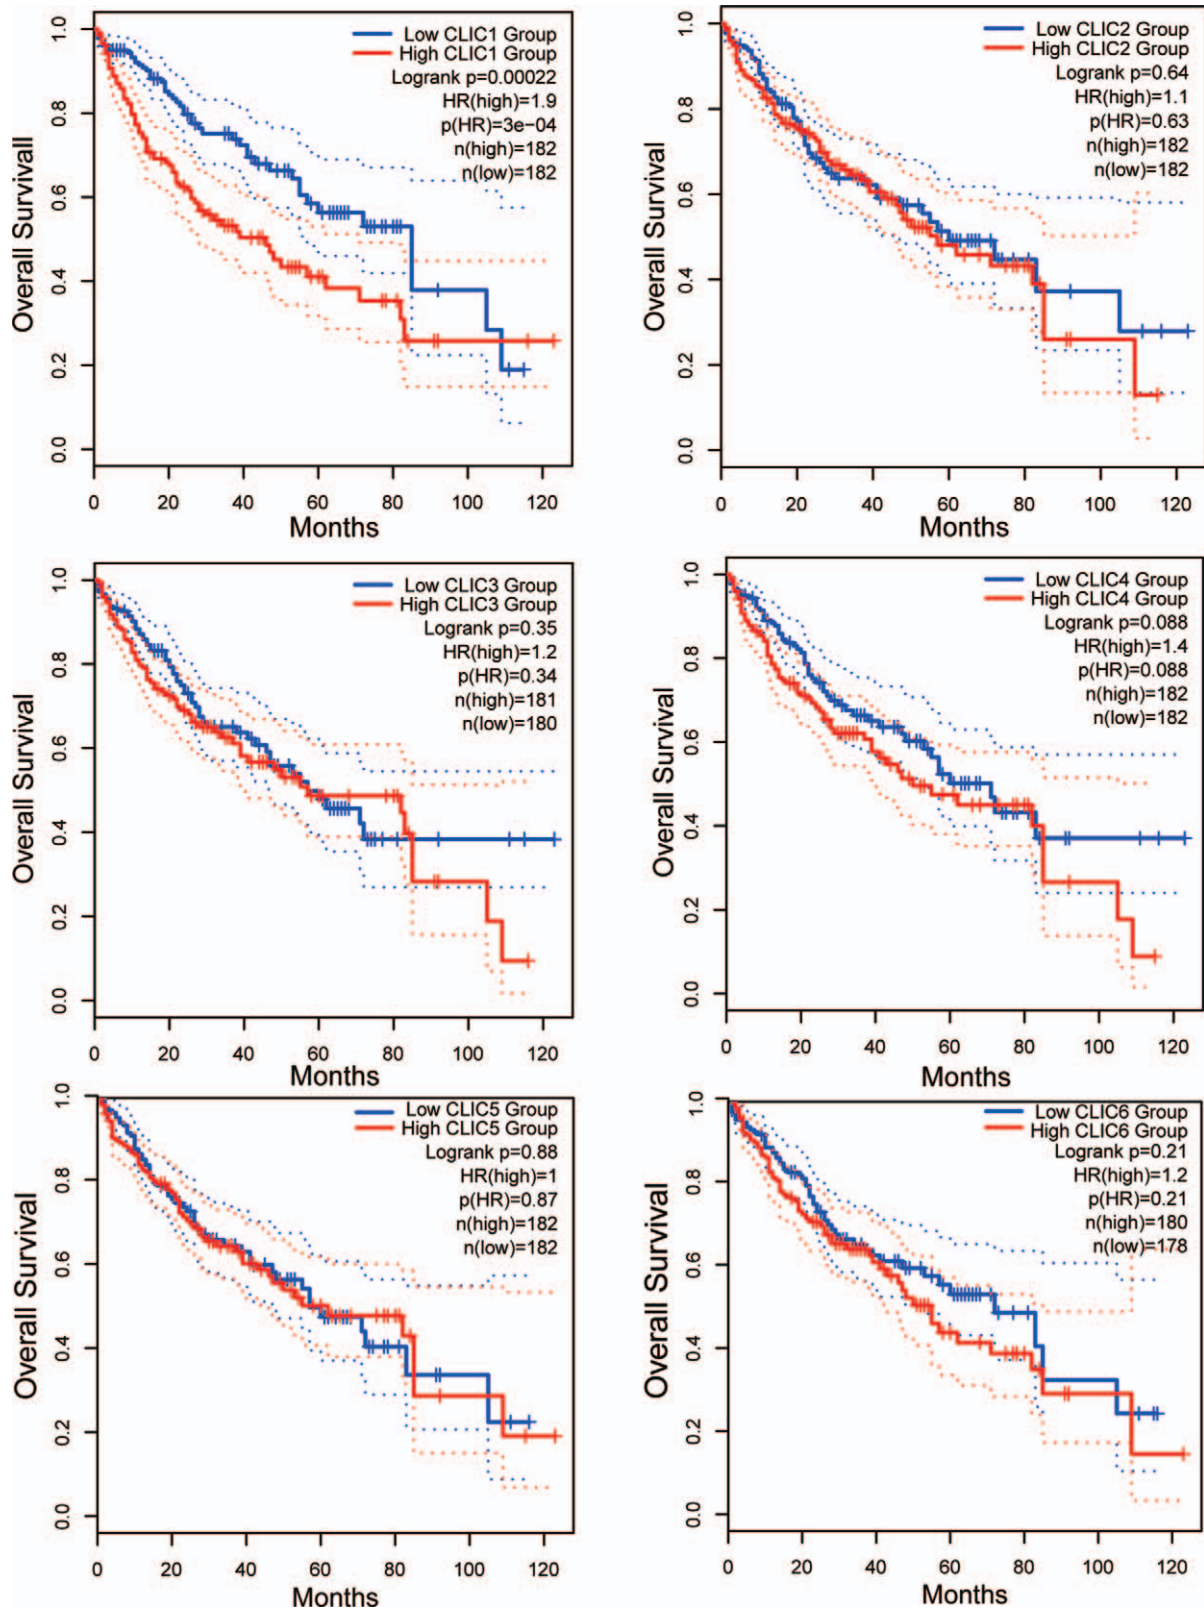 Low CLIC1 Group
High CLIC1 Group
Logrank p=0.00022
HR(high)=1.9
p(HR)=3e−04
n(high)=182
n(low)=182
Overall Survivall
0.0 0.2 0.4 0.6 0.8 1.0
0 20 40 60 80 100 120
Months
Low CLIC2 Group
High CLIC2 Group
Logrank p=0.64
HR(high)=1.1
p(HR)=0.63
n(high)=182
n(low)=182
Overall Survival
0.0 0.2 0.4 0.6 0.8 1.0
0 20 40 60 80 100 120
Months
Low CLIC3 Group
High CLIC3 Group
Logrank p=0.35
HR(high)=1.2
p(HR)=0.34
n(high)=181
n(low)=180
Overall Survival
0.0 0.2 0.4 0.6 0.8 1.0
0 20 40 60 80 100 120
Months
Low CLIC4 Group
High CLIC4 Group
Logrank p=0.088
HR(high)=1.4
p(HR)=0.088
n(high)=182
n(low)=182
Overall Survival
0.0 0.2 0.4 0.6 0.8 1.0
0 20 40 60 80 100 120
Months
Low CLIC5 Group
High CLIC5 Group
Logrank p=0.88
HR(high)=1
p(HR)=0.87
n(high)=182
n(low)=182
Overall Survival
0.0 0.2 0.4 0.6 0.8 1.0
0 20 40 60 80 100 120
Months
Low CLIC6 Group
High CLIC6 Group
Logrank p=0.21
HR(high)=1.2
p(HR)=0.21
n(high)=180
n(low)=178
Overall Survival
0.0 0.2 0.4 0.6 0.8 1.0
0 20 40 60 80 100 120
Months